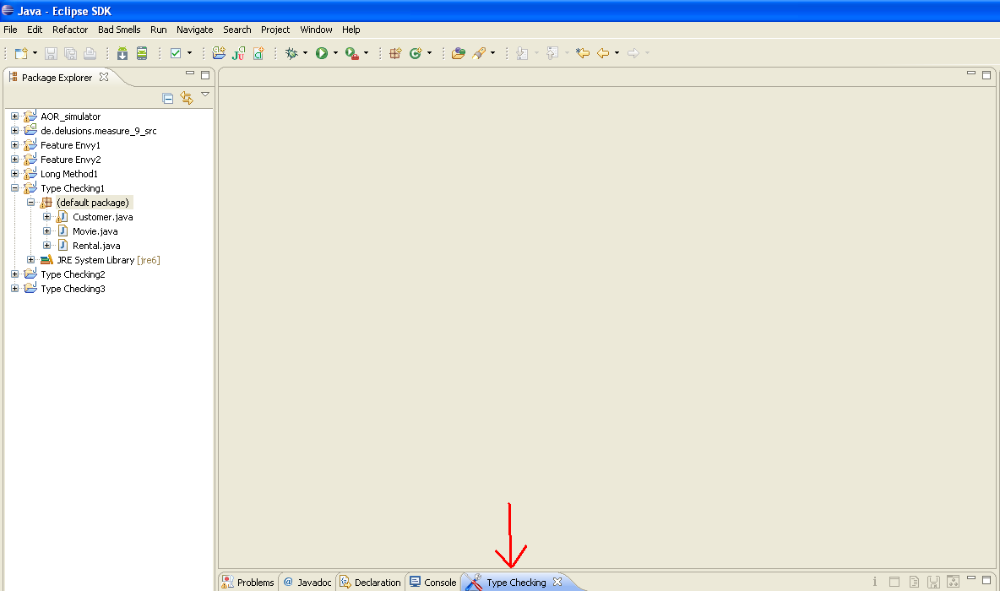 Java - Eclipse SDK
File Edit Refactor Bad Smells Run Navigate Search Project Window Help
Package Explorer
AOR_simulator
de.delusions.measure_9_src
Feature Envy1
Feature Envy2
Long Method1
Type Checking1
(default package)
Customer.java
Movie.java
Rental.java
JRE System Library [jre6]
Type Checking2
Type Checking3
Problems @ Javadoc Declaration Console Type Checking